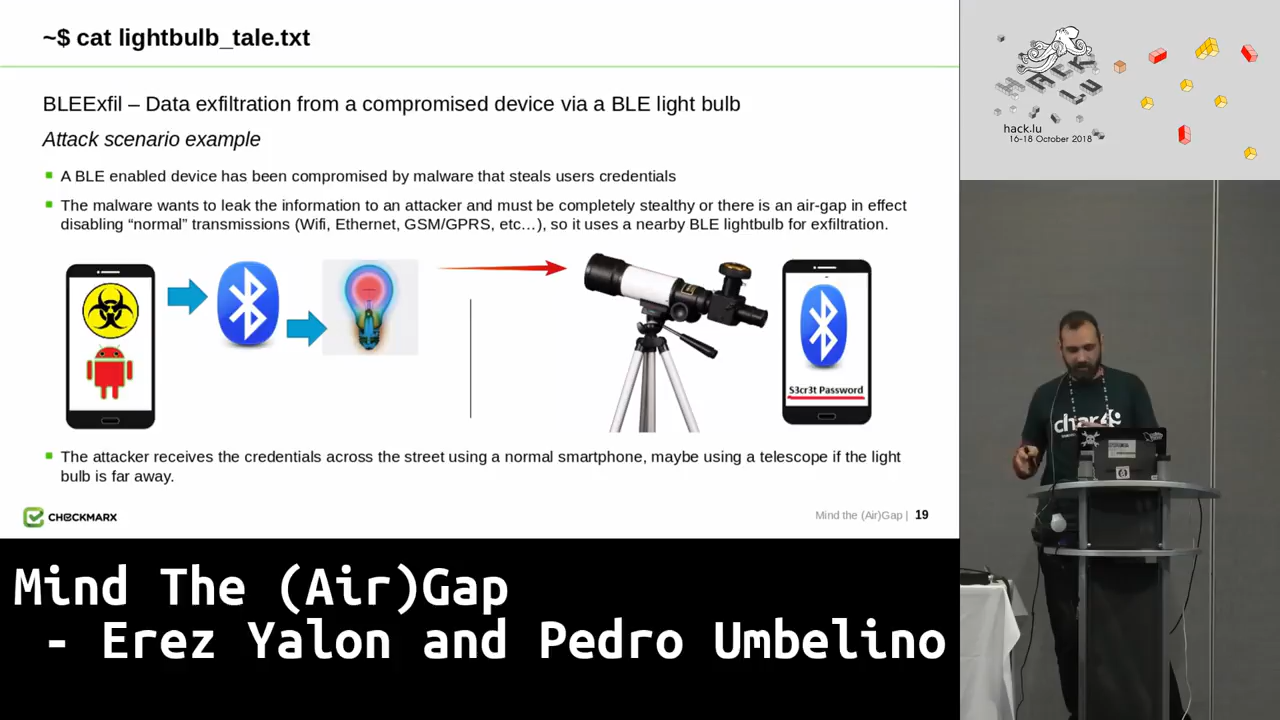 ~$ cat lightbulb_tale.txt
BLEExfil – Data exfiltration from a compromised device via a BLE light bulb
Attack scenario example
A BLE enabled device has been compromised by malware that steals users credentials
The malware wants to leak the information to an attacker and must be completely stealthy or there is an air-gap in effect
disabling “normal” transmissions (Wifi, Ethernet, GSM/GPRS, etc…), so it uses a nearby BLE lightbulb for exfiltration.
S3cr3t Password
The attacker receives the credentials across the street using a normal smartphone, maybe using a telescope if the light
bulb is far away.
CHECKMARX
Mind the (Air)Gap | 19
HACK
LU
hack.lu
16-18 October 2018
char49
Mind The (Air)Gap
- Erez Yalon and Pedro Umbelino